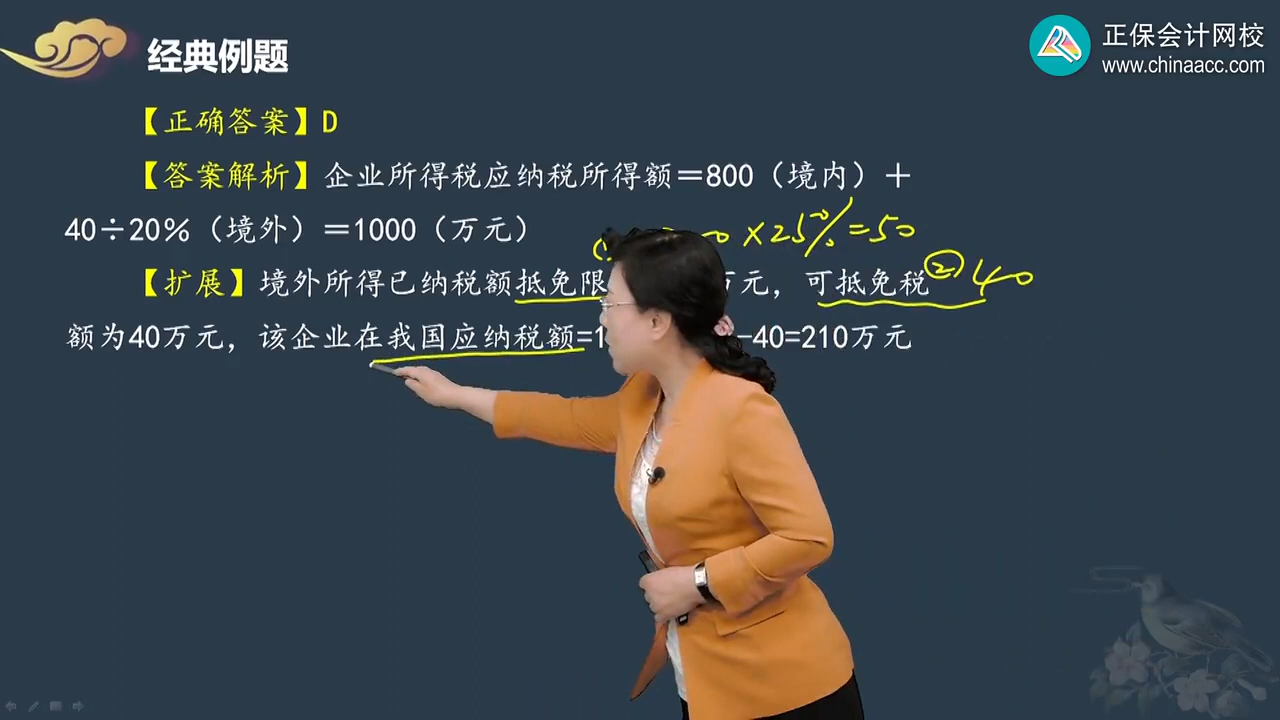 经典例题
正保会计网校
www.chinaacc.com
【正确答案】D
【答案解析】企业所得税应纳税所得额＝800（境内）＋
40÷20％（境外）＝1000（万元）
×25%=50
【扩展】境外所得已纳税额抵免限 万元，可抵免税
② 40
额为40万元，该企业在我国应纳税额=1 -40=210万元